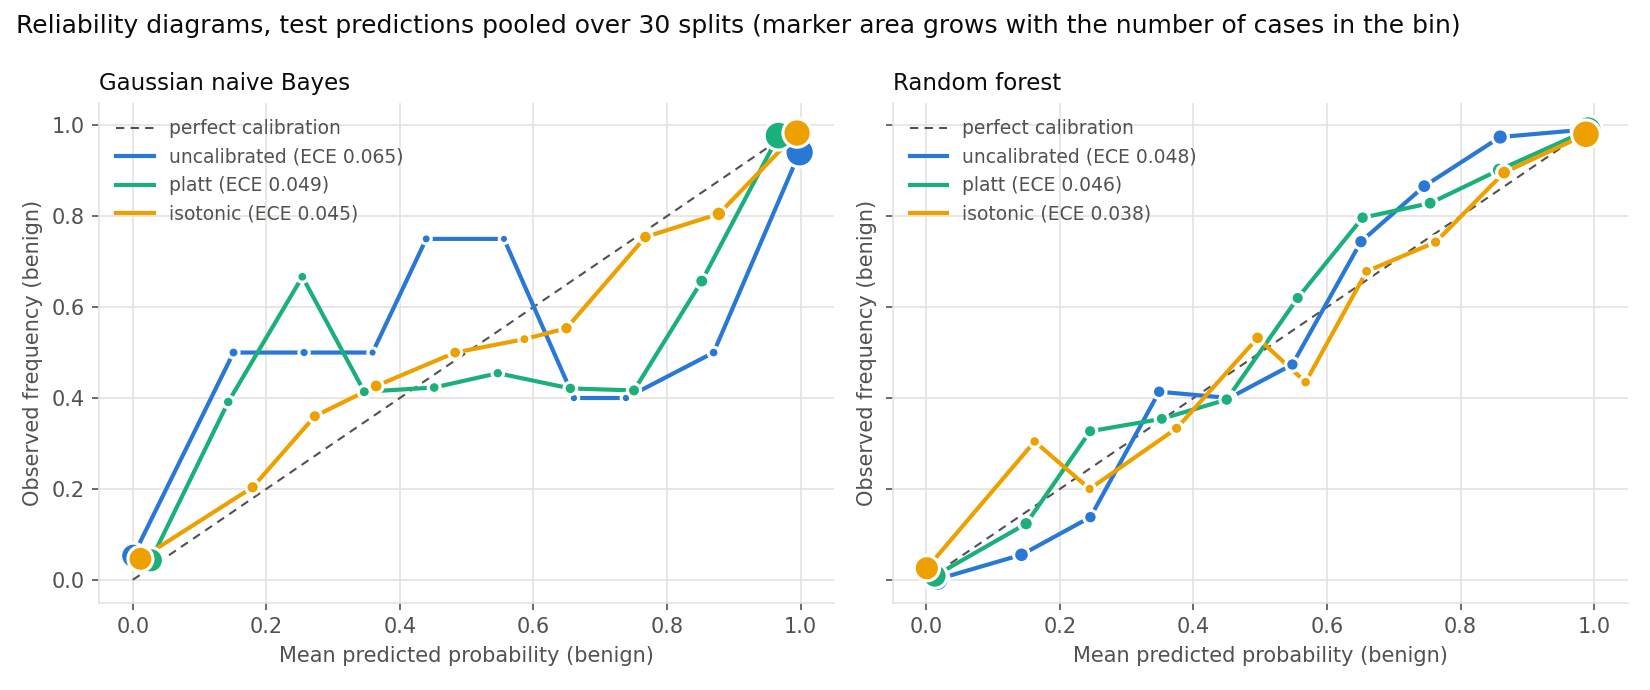 Reliability diagrams, test predictions pooled over 30 splits (marker area grows with the number of cases in the bin)
Gaussian naive Bayes
perfect calibration
uncalibrated (ECE 0.065)
platt (ECE 0.049)
isotonic (ECE 0.045)
Observed frequency (benign)
1.0
0.8
0.6
0.4
0.2
0.0
0.0 0.2 0.4 0.6 0.8 1.0
Mean predicted probability (benign)
Random forest
perfect calibration
uncalibrated (ECE 0.048)
platt (ECE 0.046)
isotonic (ECE 0.038)
Observed frequency (benign)
0.0 0.2 0.4 0.6 0.8 1.0
Mean predicted probability (benign)